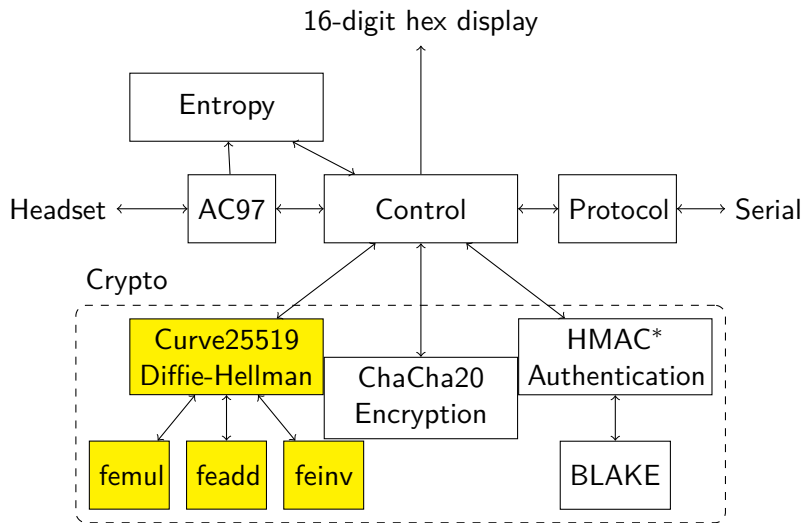 16-digit hex display
Entropy
Headset
AC97
Control
Protocol
Serial
Crypto
Curve25519
Diffie-Hellman
ChaCha20
Encryption
HMAC*
Authentication
femul
feadd
feinv
BLAKE